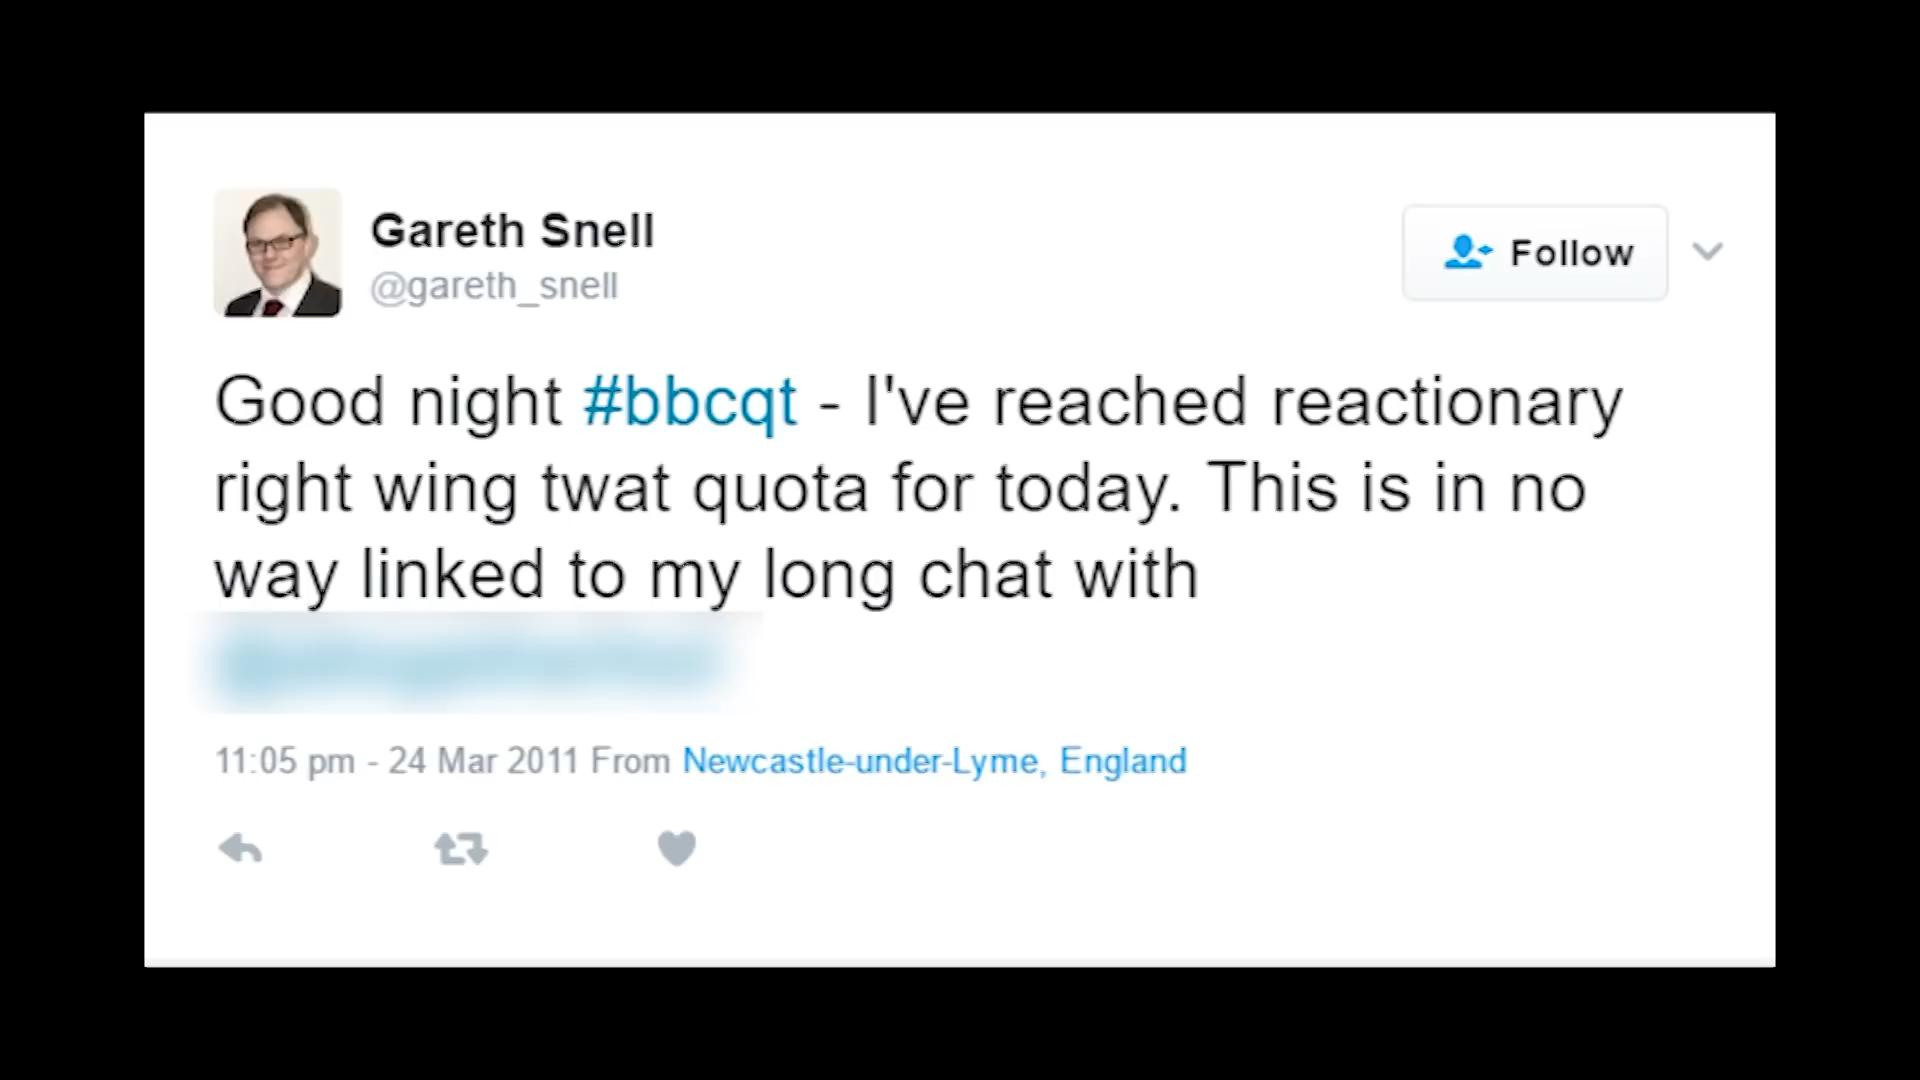 Gareth Snell
@gareth_snell
Follow
Good night #bbcqt - I've reached reactionary
right wing twat quota for today. This is in no
way linked to my long chat with
11:05 pm - 24 Mar 2011 From Newcastle-under-Lyme, England